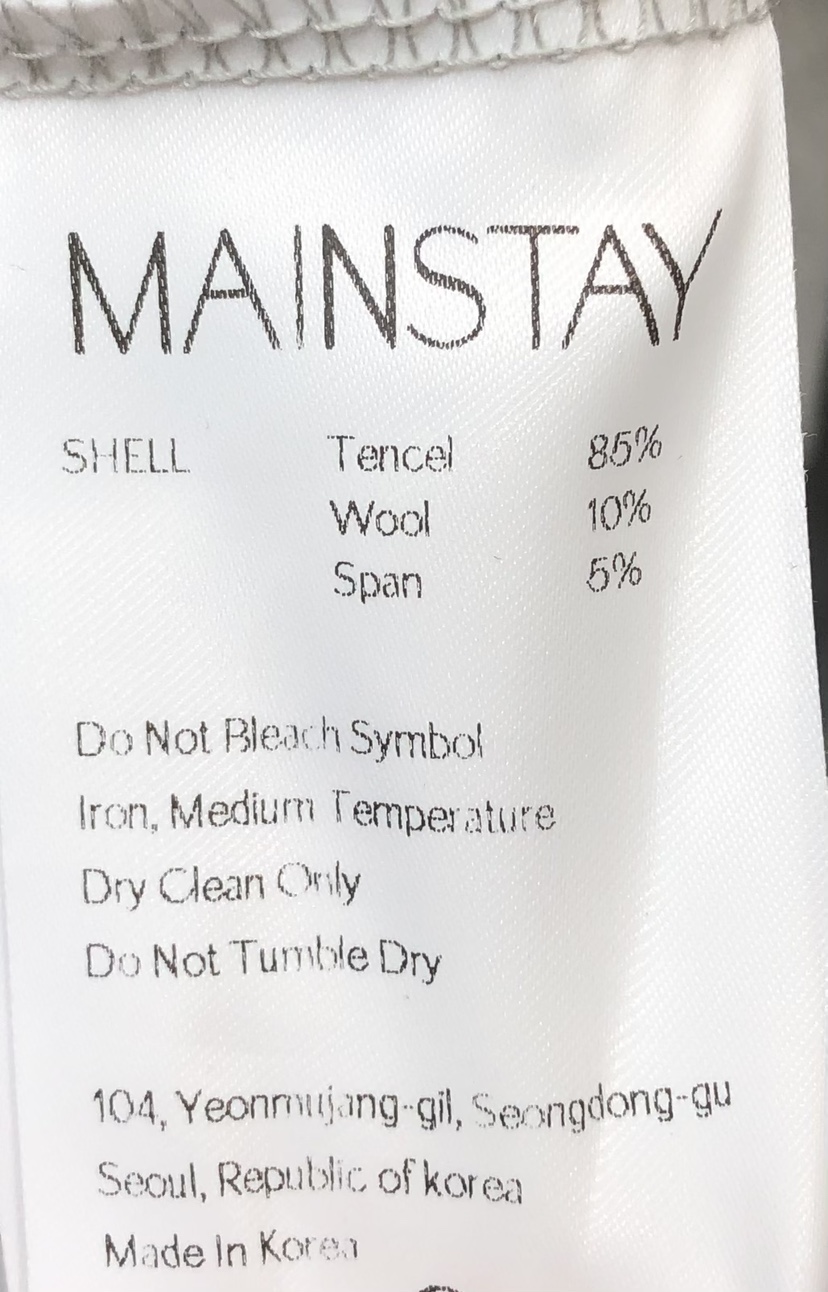 MAINSTAY
SHELL Tencel 85%
Wool 10%
Span 5%
Do Not Bleach Symbol
Iron, Medium Temperature
Dry Clean Only
Do Not Tumble Dry
104, Yeonmujang-gil, Seongdong-gu
Seoul, Republic of korea
Made In Korea